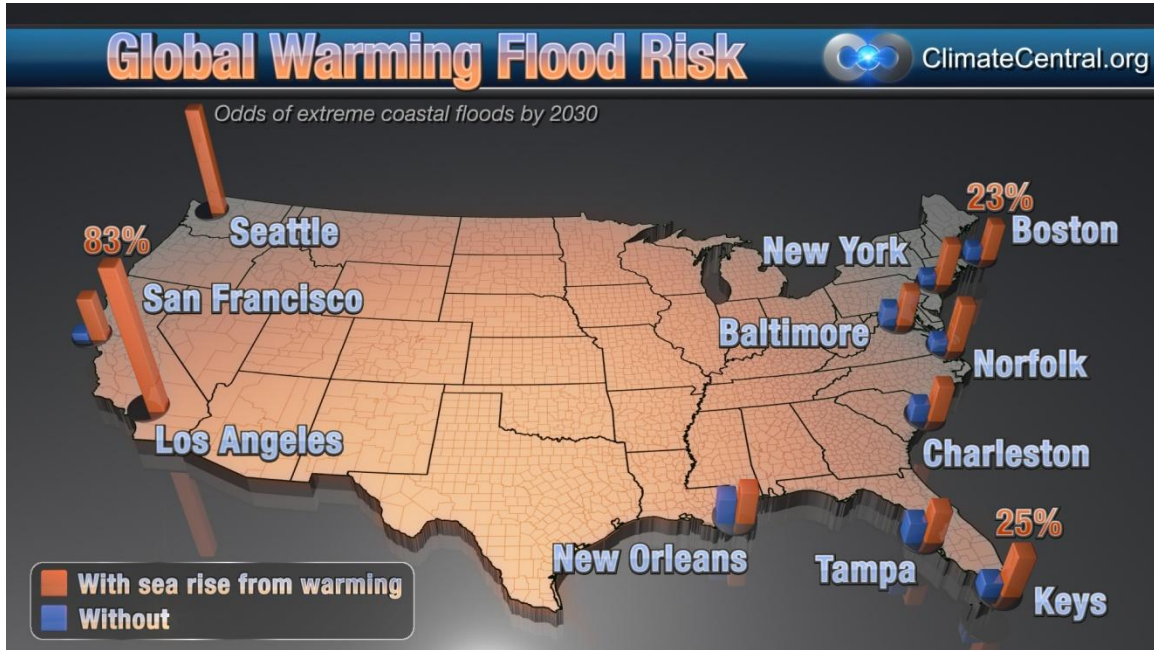 Global Warming Flood Risk
ClimateCentral.org
Odds of extreme coastal floods by 2030
Seattle
83%
San Francisco
Los Angeles
23%
Boston
New York
Baltimore
Norfolk
Charleston
New Orleans
Tampa
25%
Keys
With sea rise from warming
Without